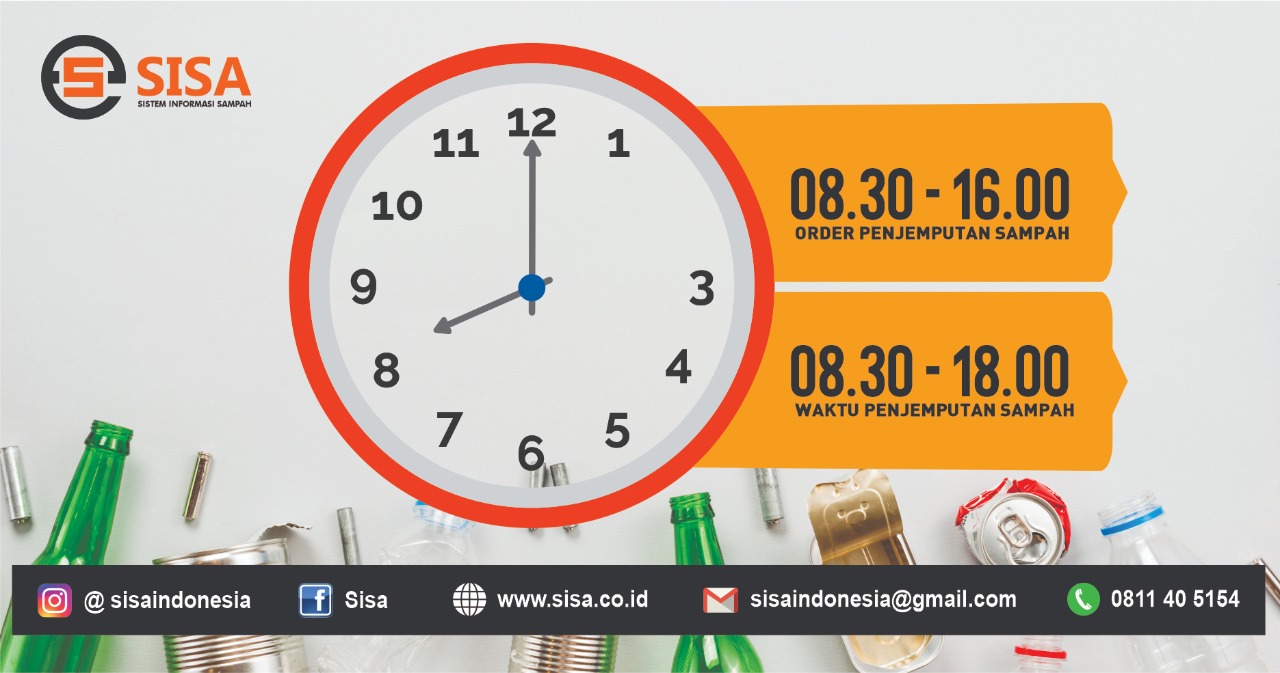 SISA
SISTEM INFORMASI SAMPAH
12
1
11
10
9
3
8
4
7
5
6
08.30 - 16.00
ORDER PENJEMPUTAN SAMPAH
08.30 - 18.00
WAKTU PENJEMPUTAN SAMPAH
@ sisaindonesia
Sisa
www.sisa.co.id
sisaindonesia@gmail.com
0811 40 5154